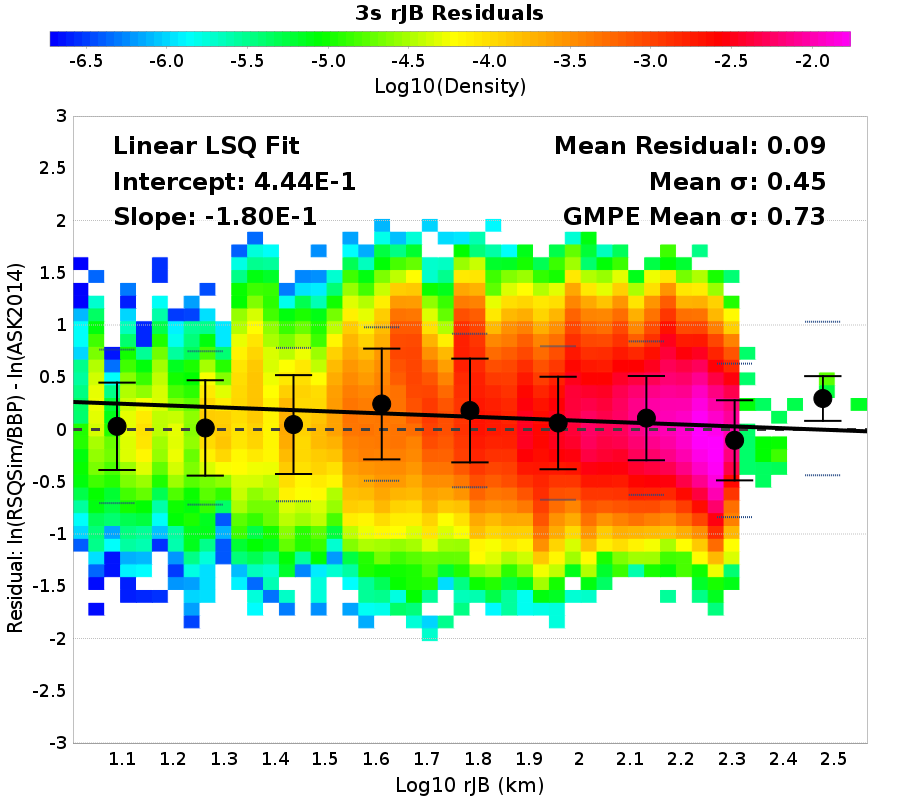 3s rJB Residuals
-6.5 -6.0 -5.5 -5.0 -4.5 -4.0 -3.5 -3.0 -2.5 -2.0
Log10(Density)
Linear LSQ Fit
Intercept: 4.44E-1
Slope: -1.80E-1
Mean Residual: 0.09
Mean σ: 0.45
GMPE Mean σ: 0.73
Residual: ln(RSQSim/BBP) - ln(ASK2014)
3
2.5
2
1.5
1
0.5
0
-0.5
-1
-1.5
-2
-2.5
-3
1.1 1.2 1.3 1.4 1.5 1.6 1.7 1.8 1.9 2 2.1 2.2 2.3 2.4 2.5
Log10 rJB (km)